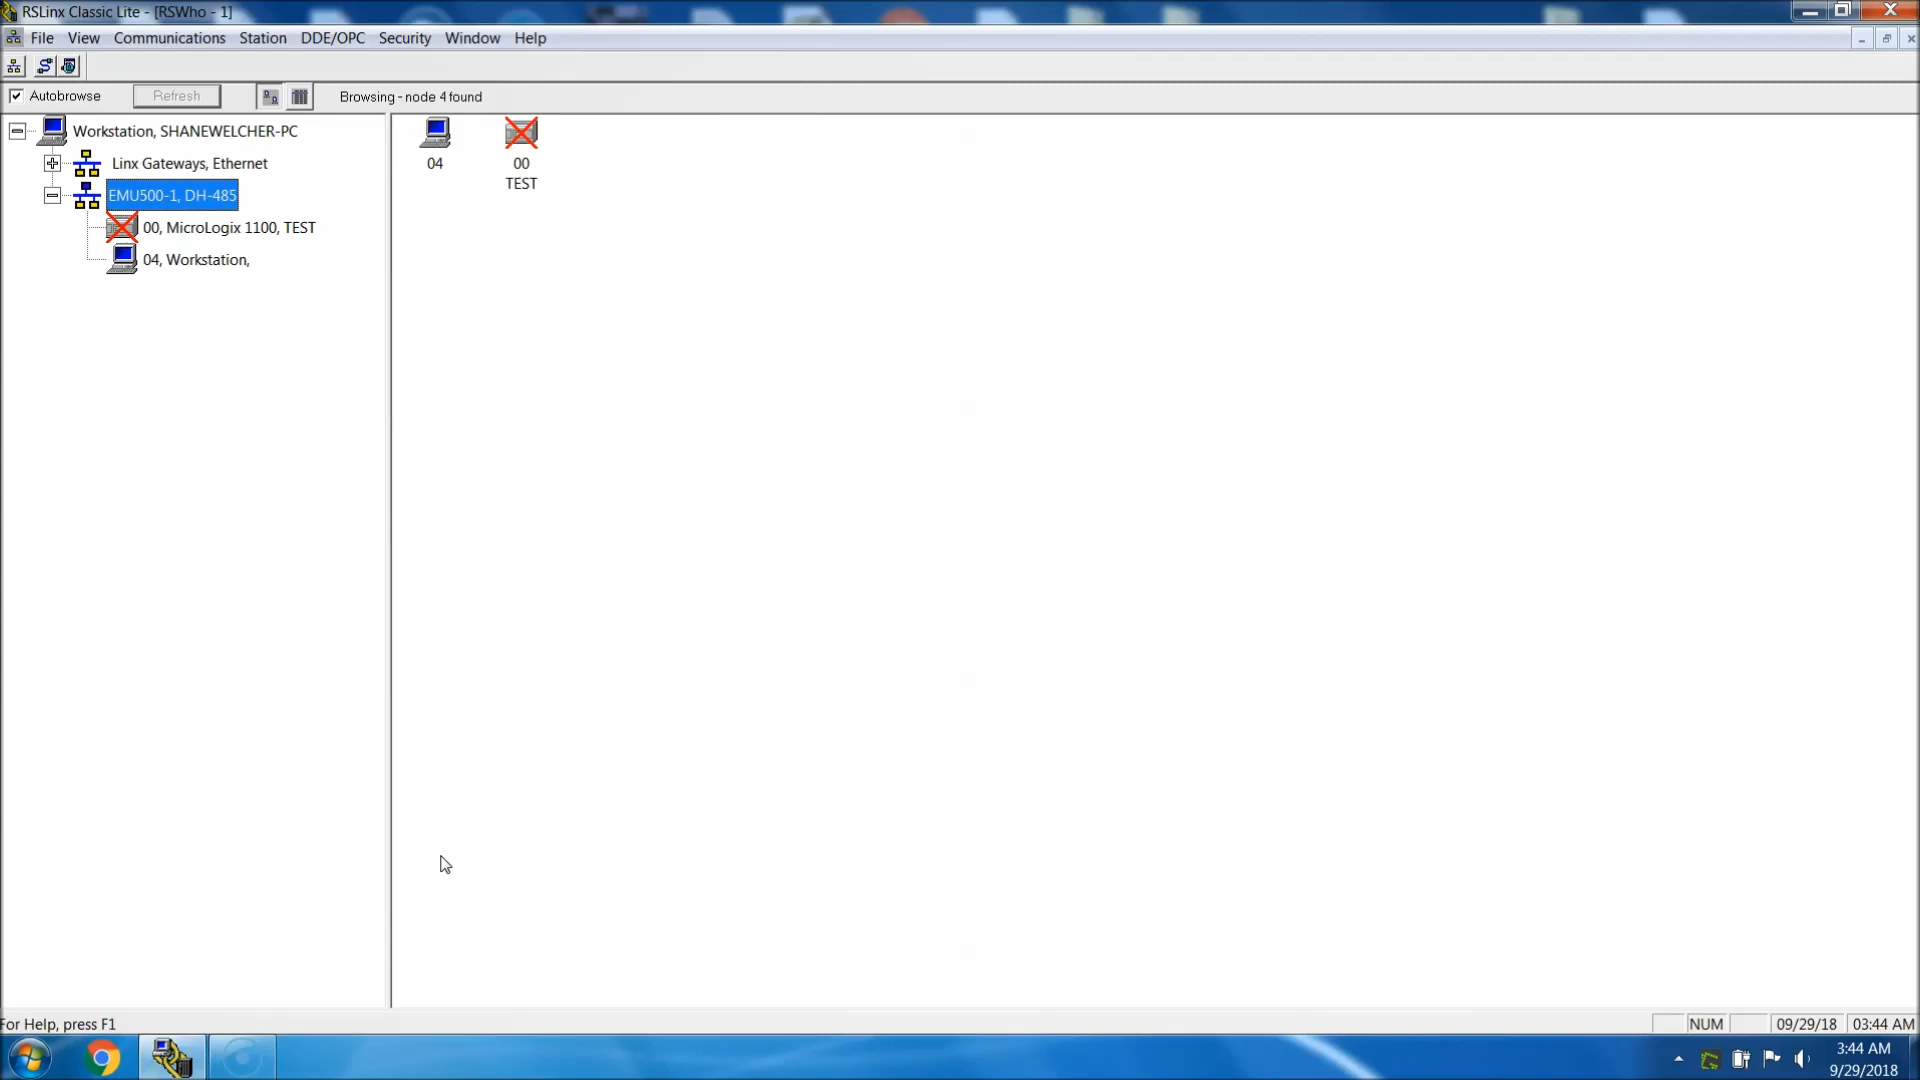 RSLinx Classic Lite - [RSWho - 1]
File View Communications Station DDE/OPC Security Window Help
Autobrowse Refresh Browsing - node 4 found
Workstation, SHANEWELCHER-PC
Linx Gateways, Ethernet
EMU500-1, DH-485
00, MicroLogix 1100, TEST
04, Workstation,
04
00
TEST
For Help, press F1
NUM 09/29/18 03:44 AM
3:44 AM
9/29/2018